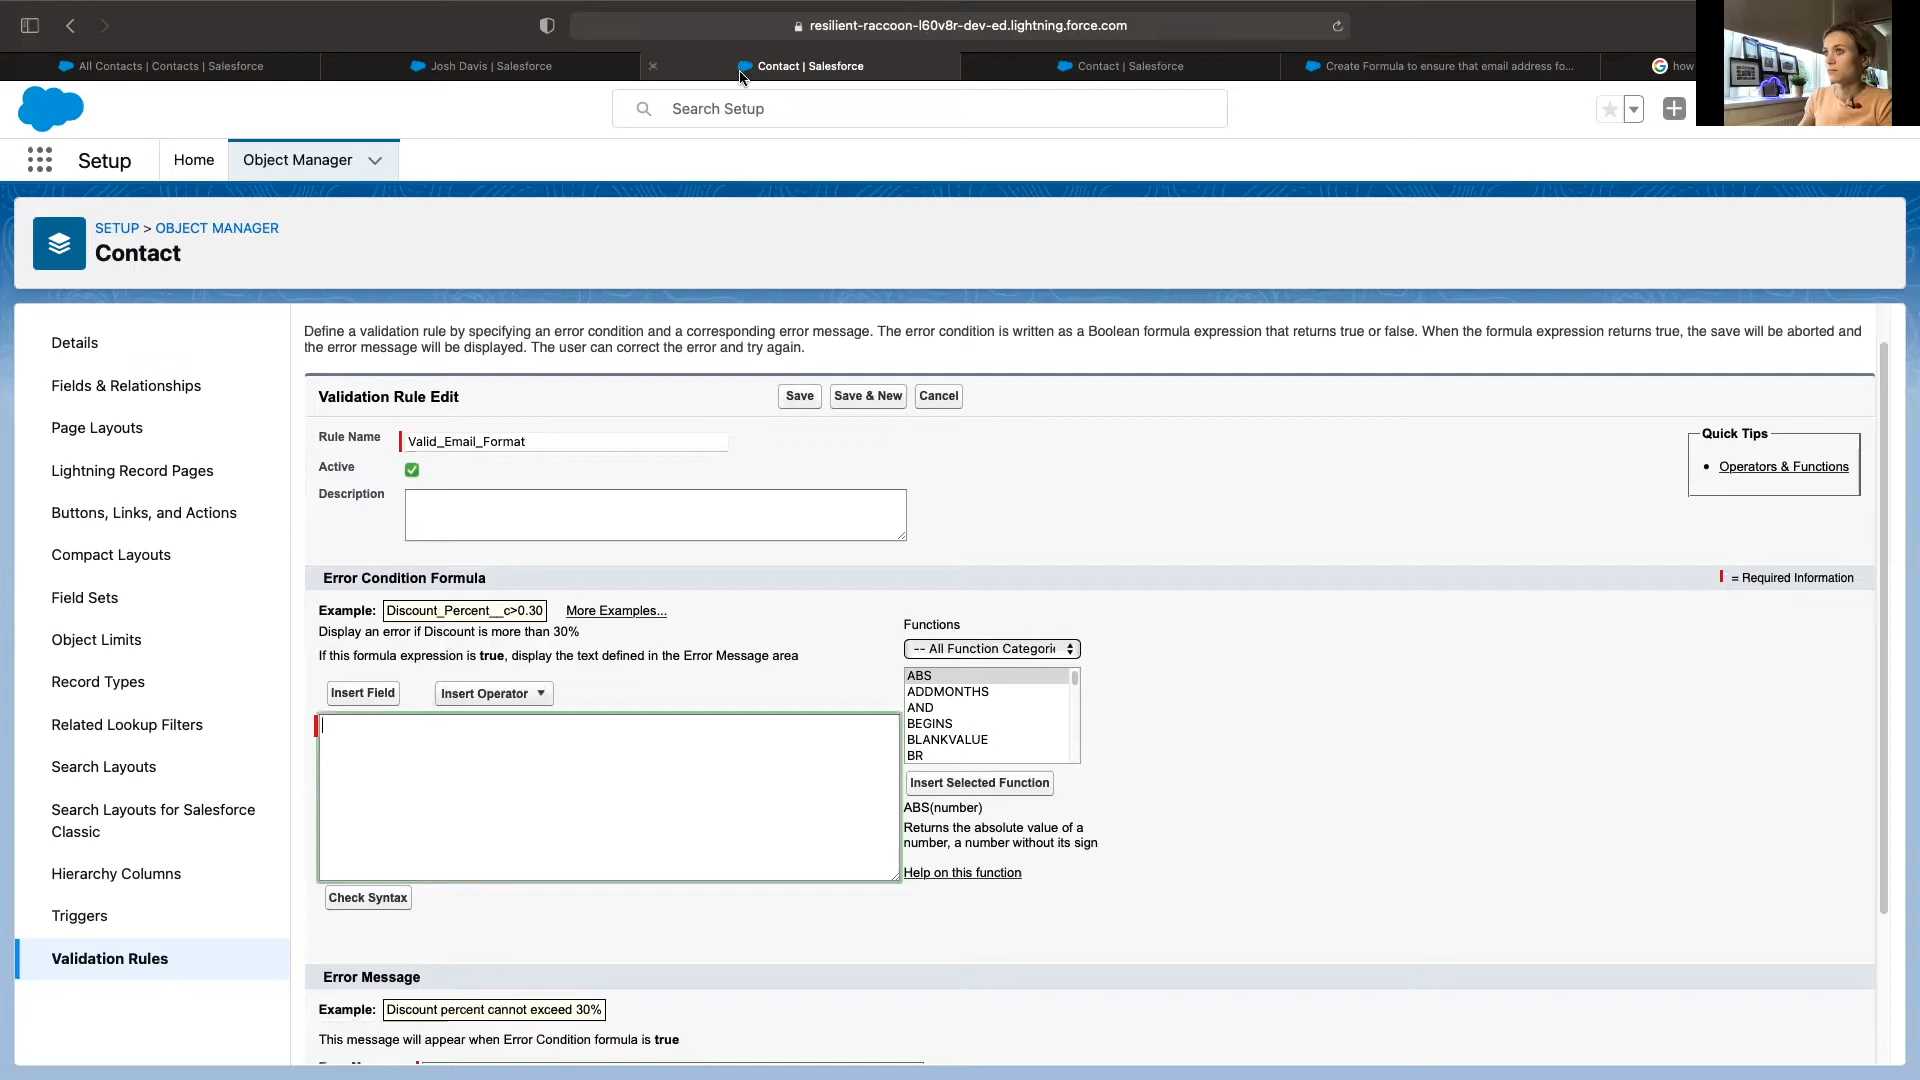 resilient-raccoon-l60v8r-dev-ed.lightning.force.com
All Contacts | Contacts | Salesforce
Josh Davis | Salesforce
Contact | Salesforce
Contact | Salesforce
Create Formula to ensure that email address fo...
how
Search Setup
Setup
Home
Object Manager
SETUP > OBJECT MANAGER
Contact
Details
Fields & Relationships
Page Layouts
Lightning Record Pages
Buttons, Links, and Actions
Compact Layouts
Field Sets
Object Limits
Record Types
Related Lookup Filters
Search Layouts
Search Layouts for Salesforce
Classic
Hierarchy Columns
Triggers
Validation Rules
Define a validation rule by specifying an error condition and a corresponding error message. The error condition is written as a Boolean formula expression that returns true or false. When the formula expression returns true, the save will be aborted and
the error message will be displayed. The user can correct the error and try again.
Validation Rule Edit
Save
Save & New
Cancel
Rule Name
Valid_Email_Format
Active
Description
Quick Tips
• Operators & Functions
Error Condition Formula
= Required Information
Example: Discount_Percent__c>0.30 More Examples...
Display an error if Discount is more than 30%
If this formula expression is true, display the text defined in the Error Message area
Insert Field
Insert Operator
Functions
-- All Function Categorie
ABS
ADDMONTHS
AND
BEGINS
BLANKVALUE
BR
Insert Selected Function
ABS(number)
Returns the absolute value of a
number, a number without its sign
Help on this function
Check Syntax
Error Message
Example: Discount percent cannot exceed 30%
This message will appear when Error Condition formula is true